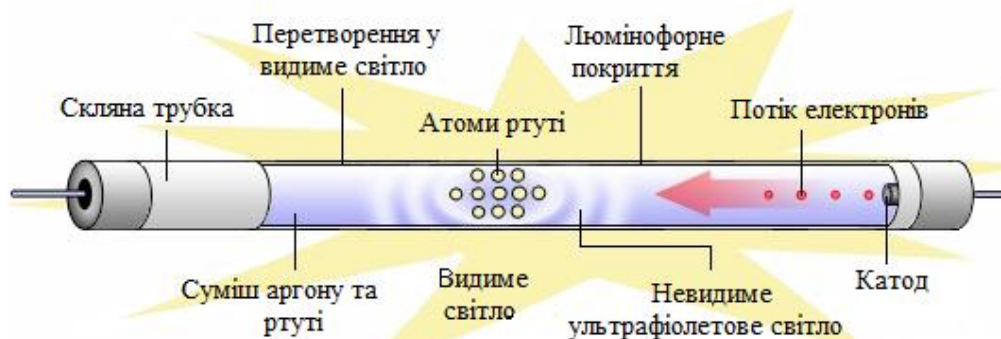 Перетворення у
видиме світло
Люмінофорне
покриття
Скляна трубка
Атоми ртуті
Потік електронів
Суміш аргону та
ртуті
Видиме
світло
Невидиме
ультрафіолетове світло
Катод